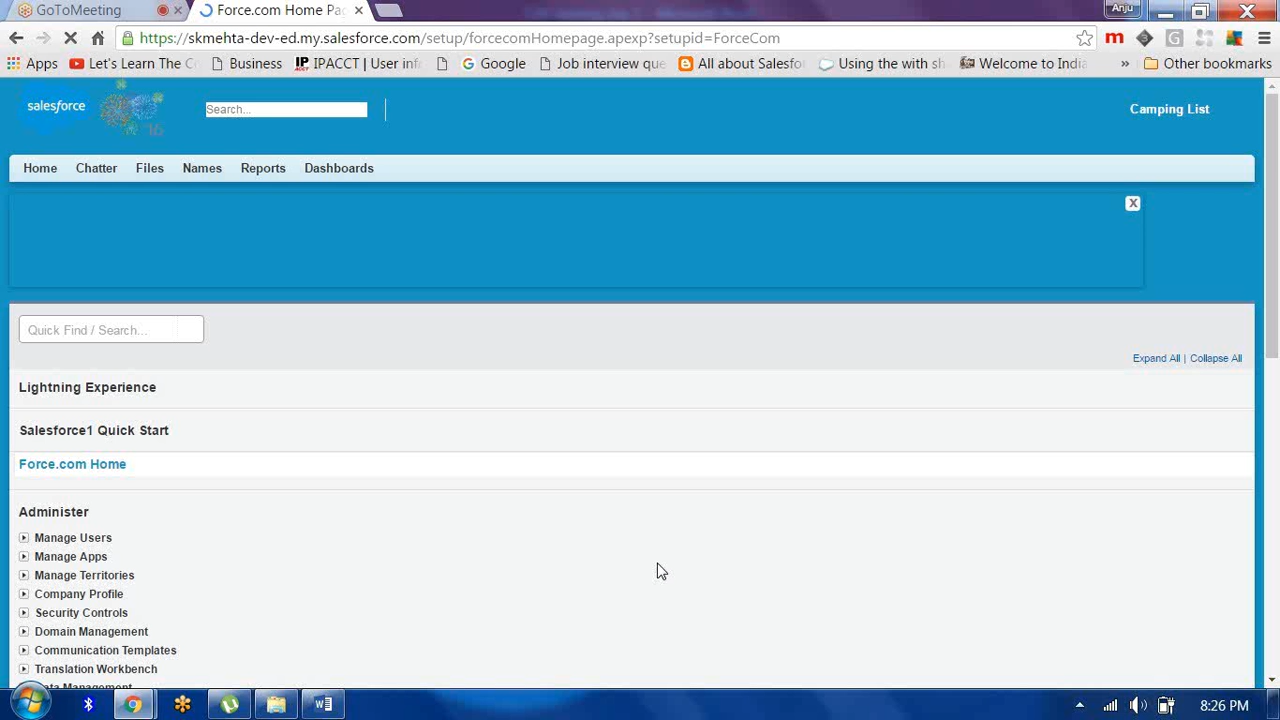 GoToMeeting
Force.com Home Pa
Anju
https://skmehta-dev-ed.my.salesforce.com/setup/forcecomHomepage.apexp?setupid=ForceCom
Apps Let's Learn The C Business IPACCT | User inf Google Job interview que All about Salesfo Using the with sh Welcome to India » Other bookmarks
salesforce Search... Camping List
Home Chatter Files Names Reports Dashboards
X
Quick Find / Search...
Expand All | Collapse All
Lightning Experience
Salesforce1 Quick Start
Force.com Home
Administer
Manage Users
Manage Apps
Manage Territories
Company Profile
Security Controls
Domain Management
Communication Templates
Translation Workbench
Data Management
8:26 PM